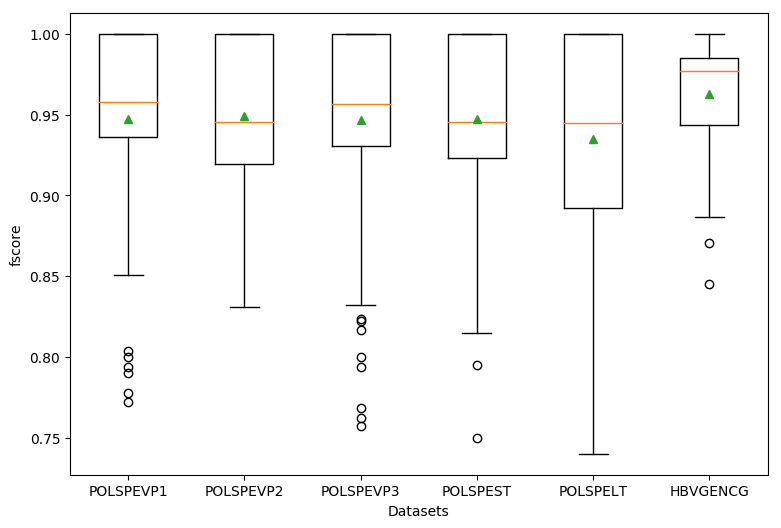 fscore
1.00
0.95
0.90
0.85
0.80
0.75
POLSPEVP1 POLSPEVP2 POLSPEVP3 POLSPEST POLSPELT HBVGENCG
Datasets